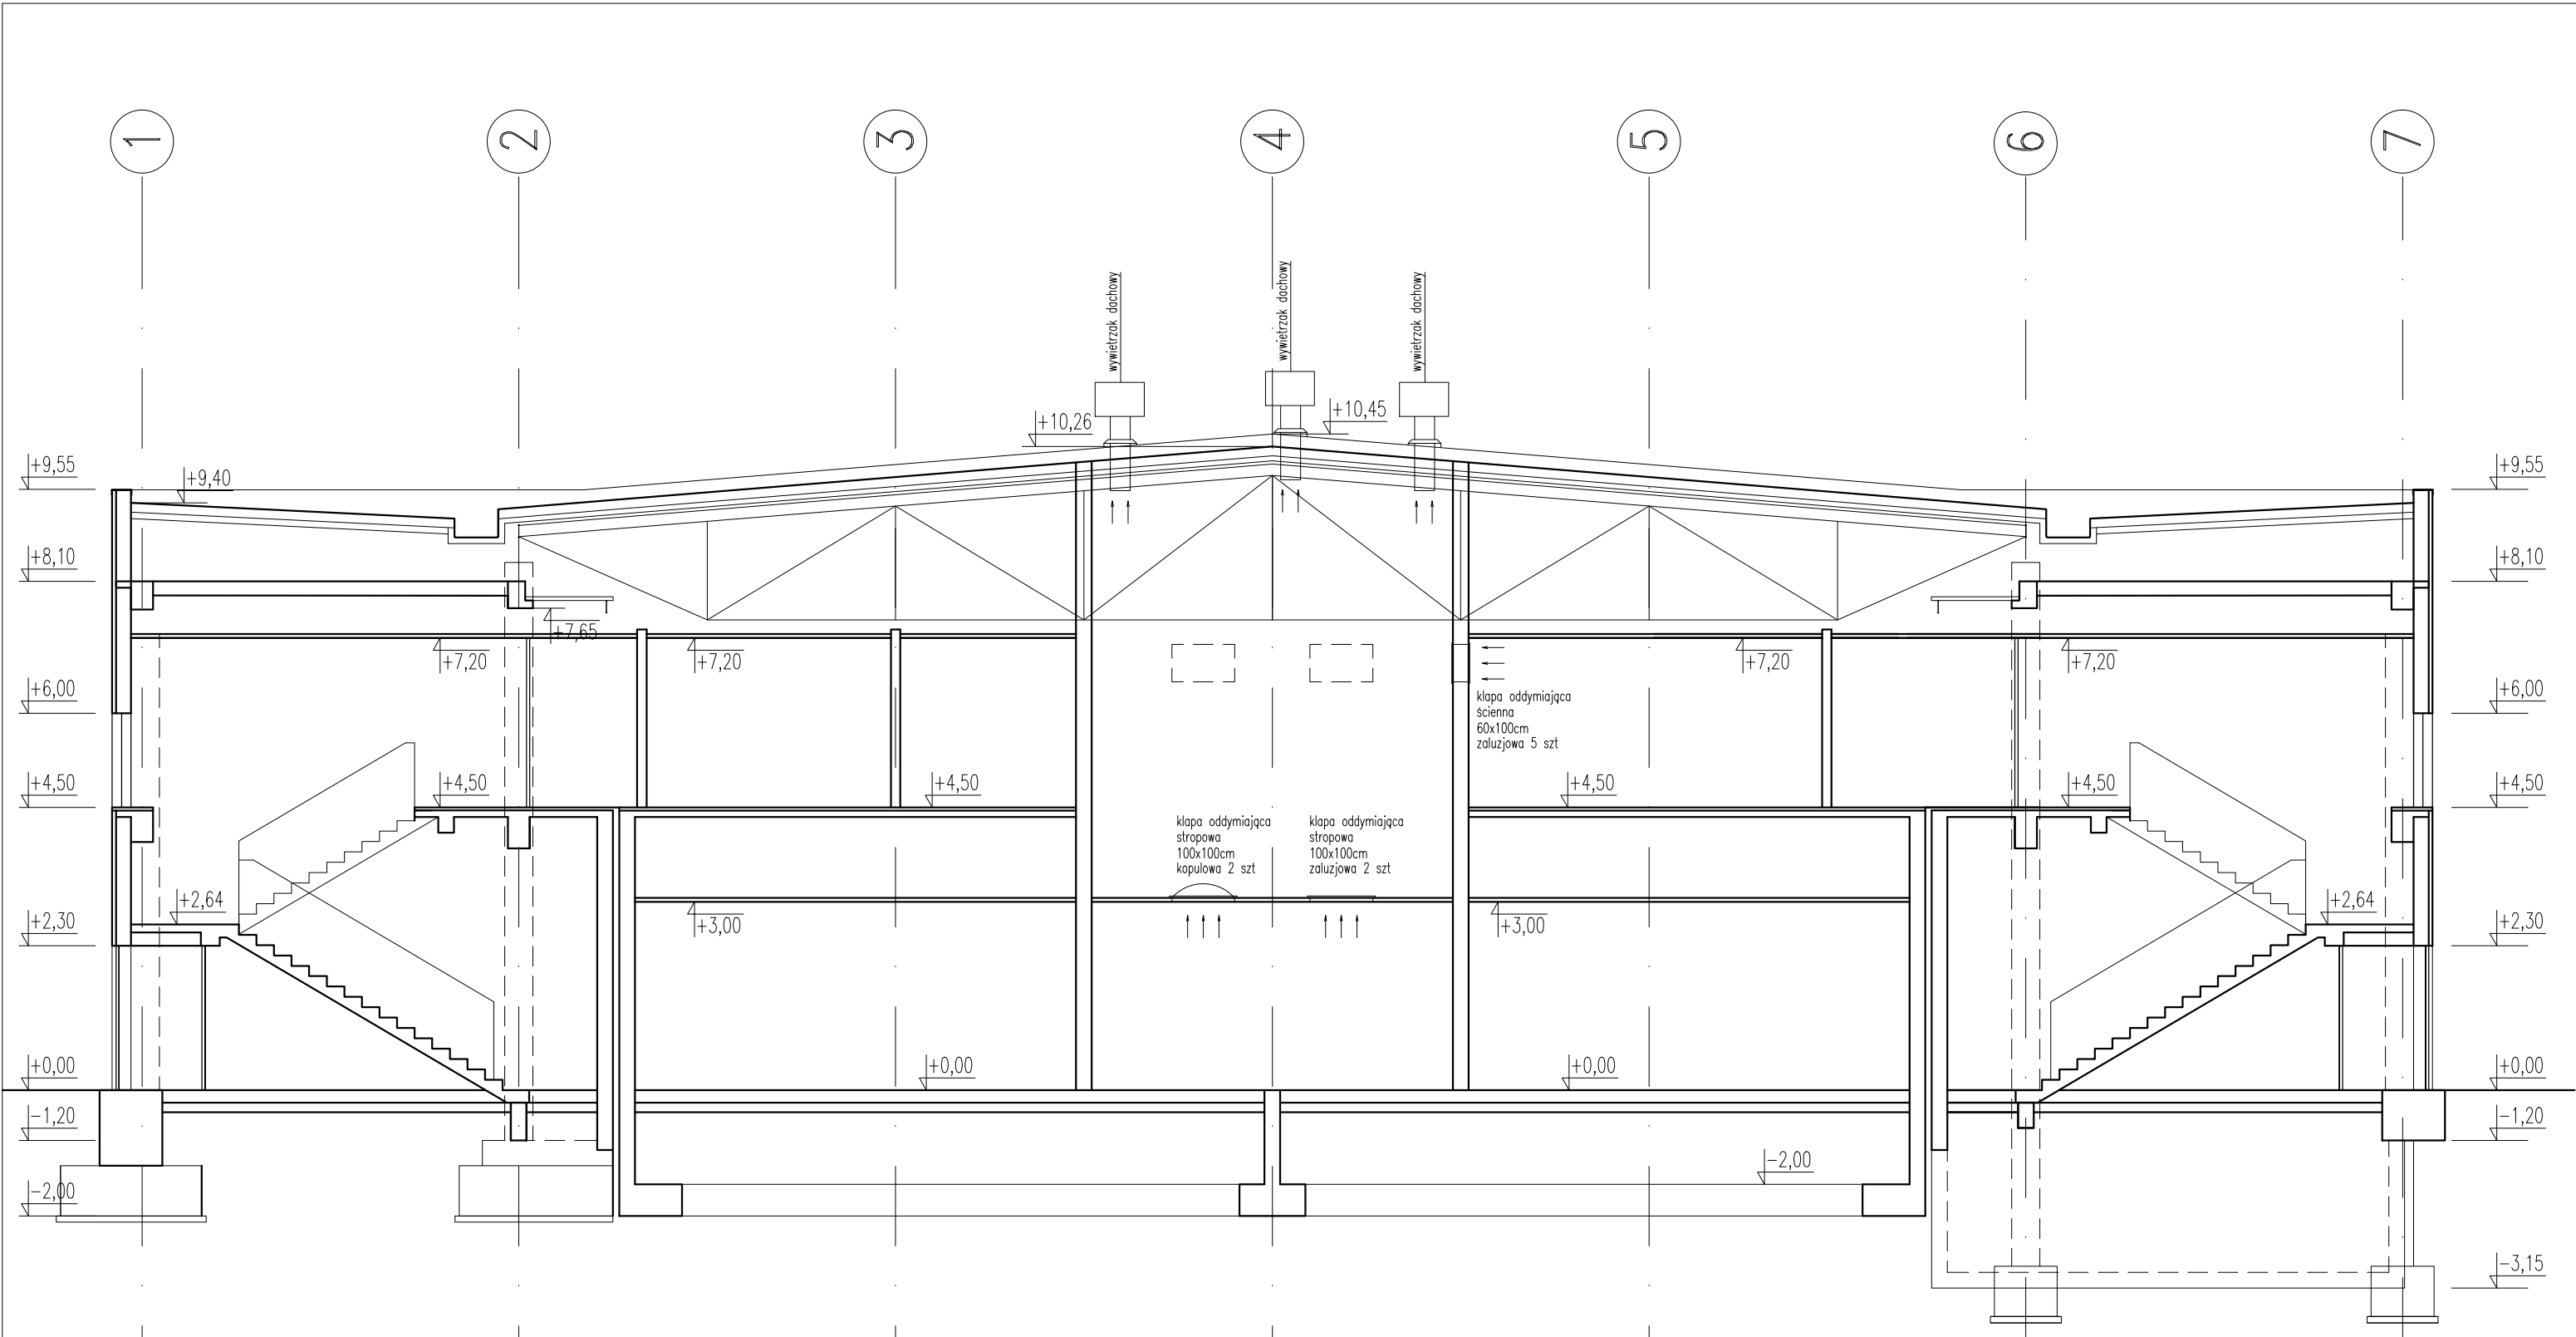 1
2
3
4
5
6
7
wywietrzak dachowy
wywietrzak dachowy
wywietrzak dachowy
+10,26
+10,45
+9,55
+9,40
+9,55
+8,10
+8,10
+7,65
+7,20
+7,20
+7,20
+7,20
+6,00
klapa oddymiająca
ścienna
60x100cm
zaluzjowa 5 szt
+6,00
+4,50
+4,50
+4,50
+4,50
+4,50
+4,50
klapa oddymiająca
stropowa
100x100cm
kopulowa 2 szt
klapa oddymiająca
stropowa
100x100cm
zaluzjowa 2 szt
+2,64
+2,64
+2,30
+3,00
+3,00
+2,30
+0,00
+0,00
+0,00
+0,00
-1,20
-1,20
-2,00
-2,00
-3,15